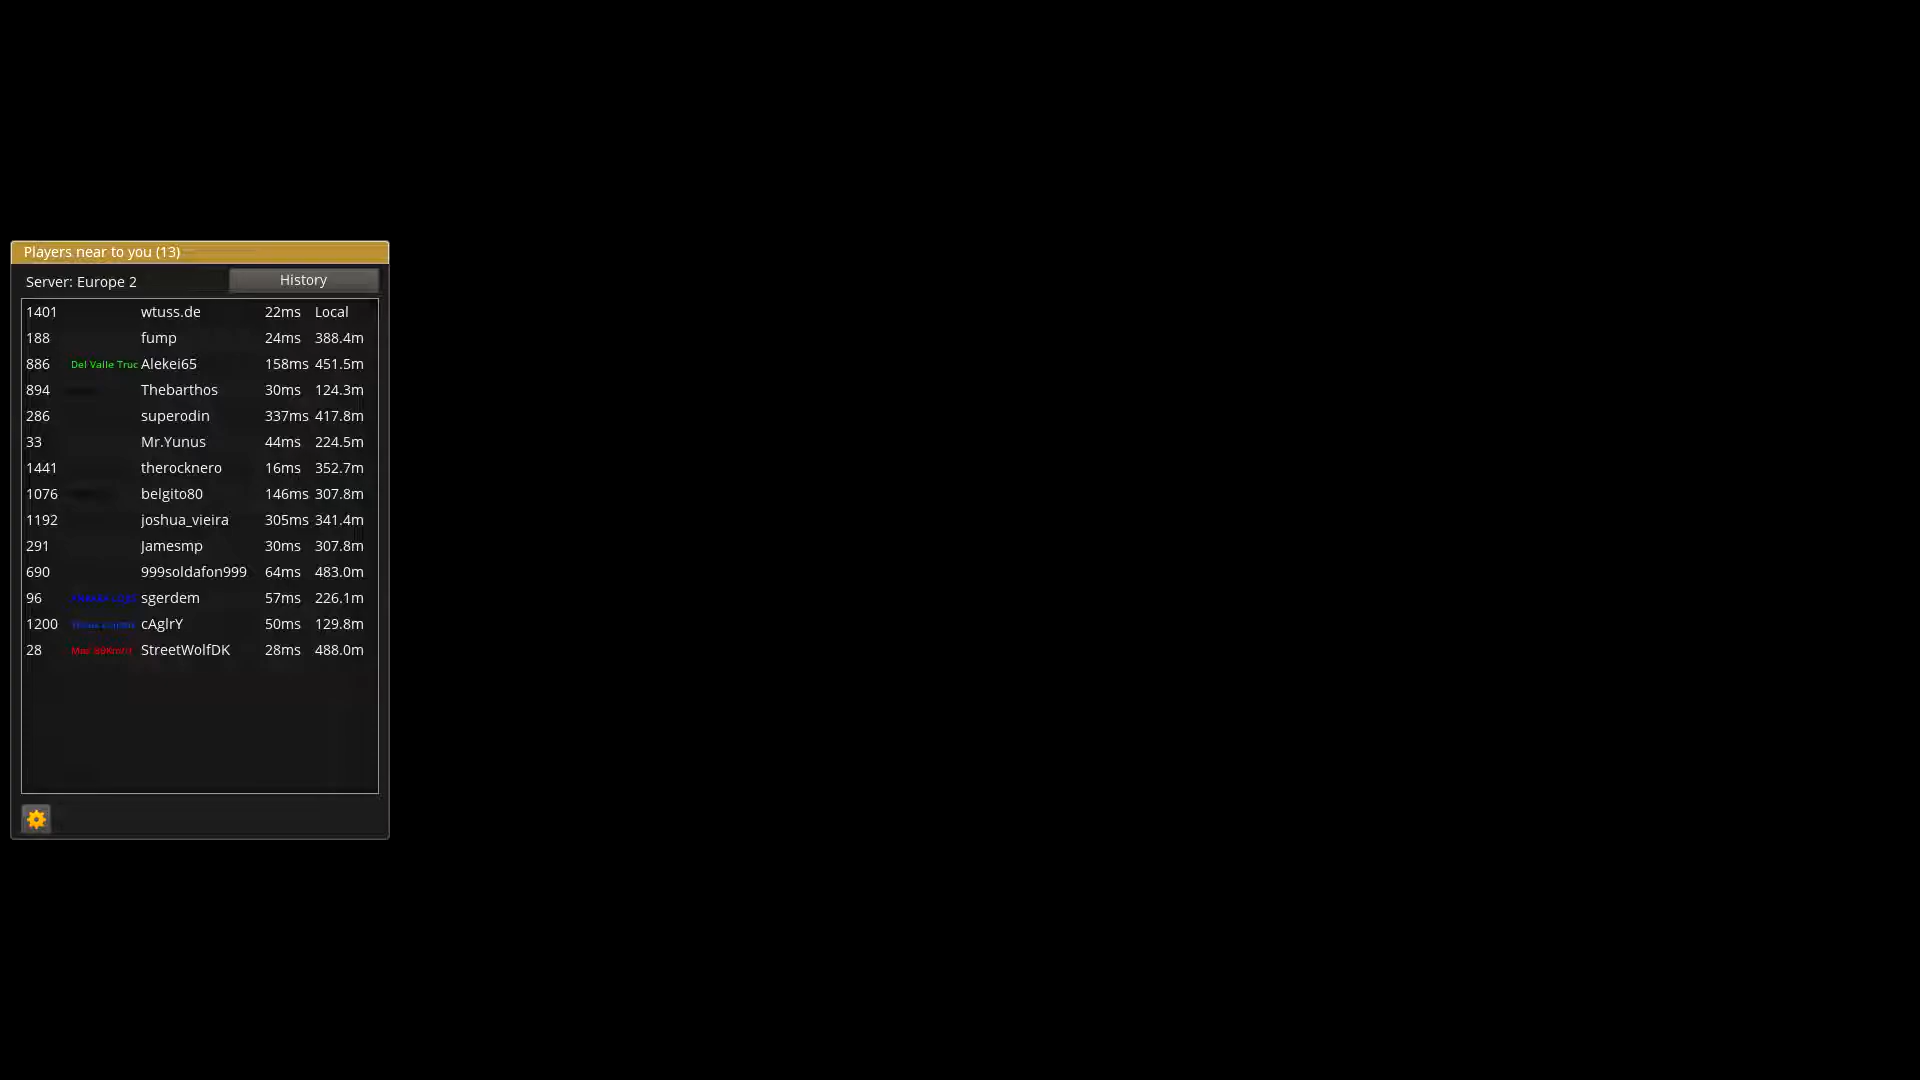 Players near to you (13)
Server: Europe 2 History
1401 wtuss.de 22ms Local
188 fump 24ms 388.4m
886 Del Valle Truc Alekei65 158ms 451.5m
894 Thebarthos 30ms 124.3m
286 superodin 337ms 417.8m
33 Mr.Yunus 44ms 224.5m
1441 therocknero 16ms 352.7m
1076 belgito80 146ms 307.8m
1192 joshua_vieira 305ms 341.4m
291 Jamesmp 30ms 307.8m
690 999soldafon999 64ms 483.0m
96 sgerdem 57ms 226.1m
1200 cAglrY 50ms 129.8m
28 StreetWolfDK 28ms 488.0m